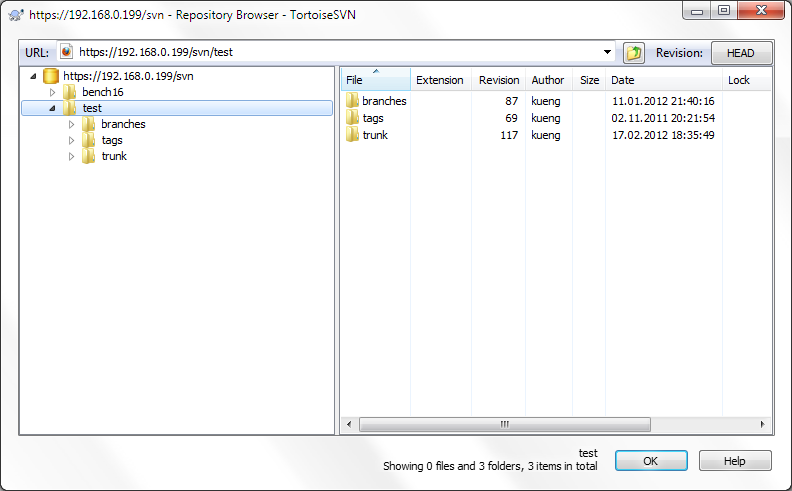 https://192.168.0.199/svn - Repository Browser - TortoiseSVN
URL: https://192.168.0.199/svn/test Revision: HEAD
https://192.168.0.199/svn
bench16
test
branches
tags
trunk
File Extension Revision Author Size Date Lock
branches 87 kueng 11.01.2012 21:40:16
tags 69 kueng 02.11.2011 20:21:54
trunk 117 kueng 17.02.2012 18:35:49
test
Showing 0 files and 3 folders, 3 items in total
OK Help